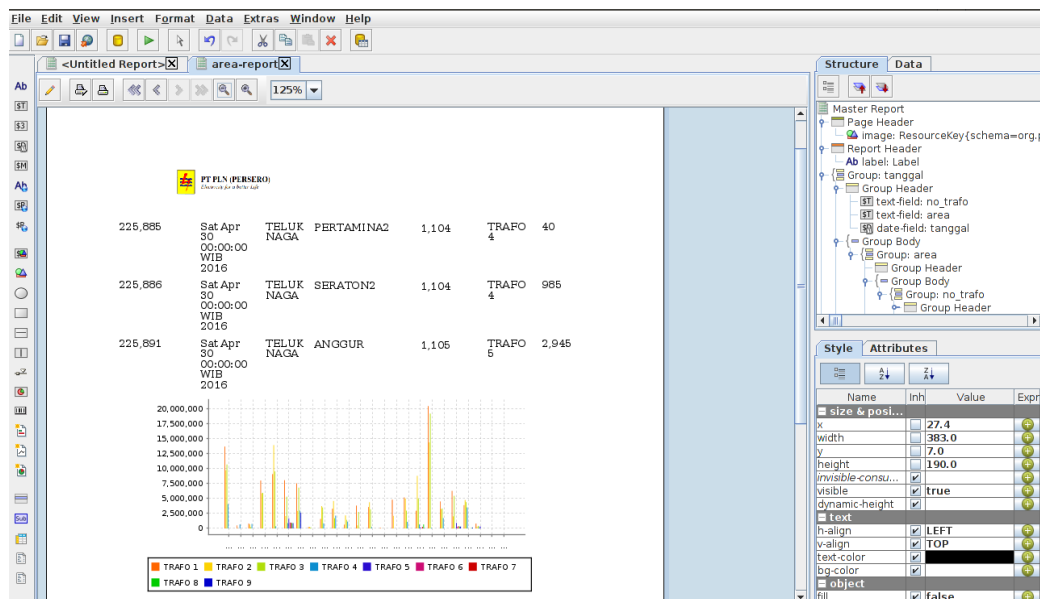 File Edit View Insert Format Data Extras Window Help
<Untitled Report> area-report
125%
PT PLN (PERSERO)
Electricity for a Better Life
225,885 Sat Apr 30 00:00:00 WIB 2016 TELUK NAGA PERTAMINA2 1,104 TRAFO 4 40
225,886 Sat Apr 30 00:00:00 WIB 2016 TELUK NAGA SERATON2 1,104 TRAFO 4 985
225,891 Sat Apr 30 00:00:00 WIB 2016 TELUK NAGA ANGGUR 1,105 TRAFO 5 2,945
20,000,000
17,500,000
15,000,000
12,500,000
10,000,000
7,500,000
5,000,000
2,500,000
0
... ... ... ... ... ... ... ... ... ... ... ... ... ... ... ... ... ... ... ... ... ... ... ...
TRAFO 1 TRAFO 2 TRAFO 3 TRAFO 4 TRAFO 5 TRAFO 6 TRAFO 7
TRAFO 8 TRAFO 9
Structure Data
Master Report
Page Header
image: ResourceKey{schema=org.p
Report Header
Ab label: Label
Group: tanggal
Group Header
text-field: no_trafo
text-field: area
date-field: tanggal
Group Body
Group: area
Group Header
Group Body
Group: no_trafo
Group Header
Style Attributes
Name Inh Value Expr
size & posi...
x 27.4
width 383.0
y 7.0
height 190.0
invisible-consu...
visible true
dynamic-height
text
h-align LEFT
v-align TOP
text-color
bg-color
object
fill false